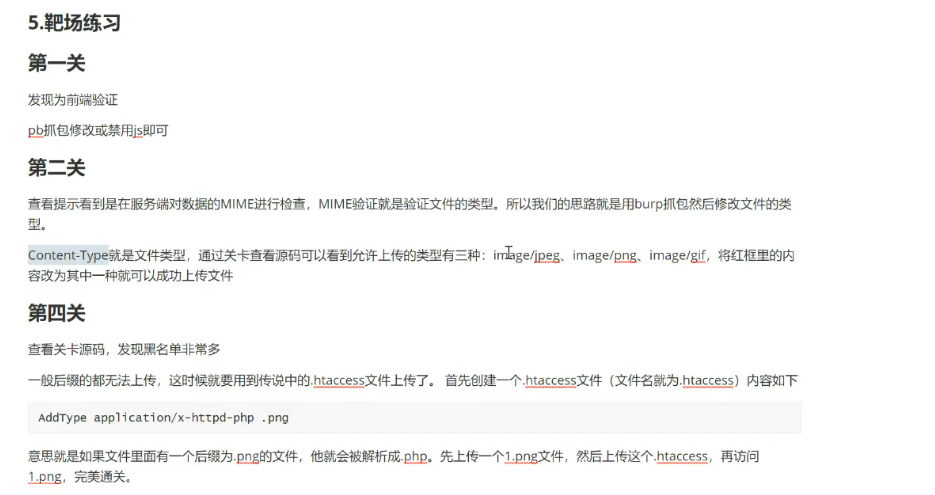 5.靶场练习
第一关
发现为前端验证
pb抓包修改或禁用js即可
第二关
查看提示看到是在服务端对数据的MIME进行检查，MIME验证就是验证文件的类型。所以我们的思路就是用burp抓包然后修改文件的类
型。
Content-Type就是文件类型，通过关卡查看源码可以看到允许上传的类型有三种：image/jpeg、image/png、image/gif，将红框里的内
容改为其中一种就可以成功上传文件
第四关
查看关卡源码，发现黑名单非常多
一般后缀的都无法上传，这时候就要用到传说中的.htaccess文件上传了。 首先创建一个.htaccess文件（文件名就为.htaccess）内容如下
AddType application/x-httpd-php .png
意思就是如果文件里面有一个后缀为.png的文件，他就会被解析成.php。先上传一个1.png文件，然后上传这个.htaccess，再访问
1.png，完美通关。